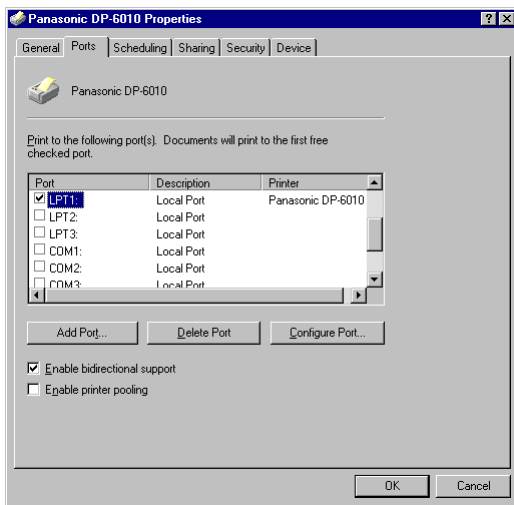 Panasonic DP-6010 Properties
General Ports Scheduling Sharing Security Device
Panasonic DP-6010
Print to the following port(s). Documents will print to the first free
checked port.
Port Description Printer
LPT1: Local Port Panasonic DP-6010
LPT2: Local Port
LPT3: Local Port
COM1: Local Port
COM2: Local Port
COM3: Local Port
Add Port... Delete Port Configure Port...
Enable bidirectional support
Enable printer pooling
OK Cancel